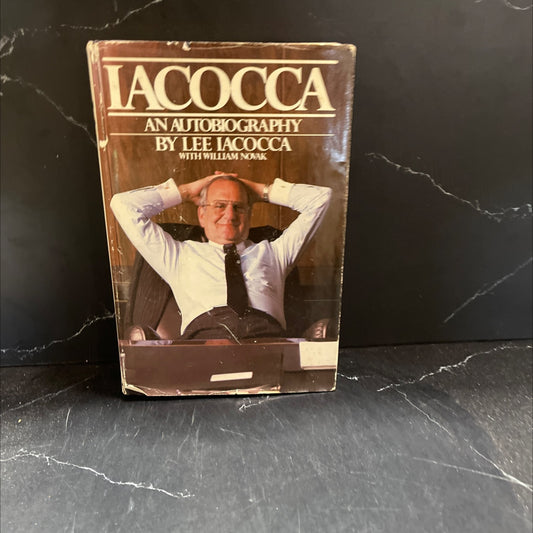 IACOCCA
AN AUTOBIOGRAPHY
BY LEE IACOCCA
WITH WILLIAM NOVAK